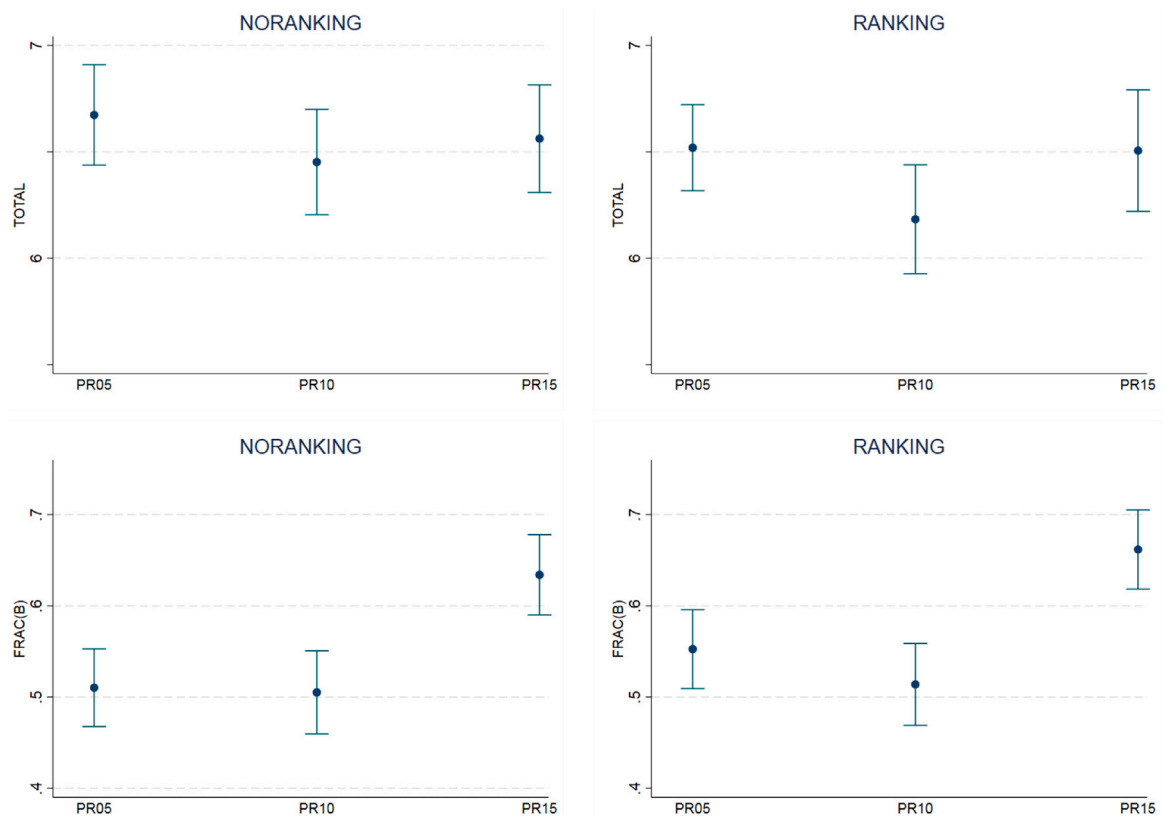 NORANKING
7
6
TOTAL
PR05 PR10 PR15
RANKING
7
6
TOTAL
PR05 PR10 PR15
NORANKING
.7
.6
.5
.4
FRAC(B)
PR05 PR10 PR15
RANKING
.7
.6
.5
.4
FRAC(B)
PR05 PR10 PR15